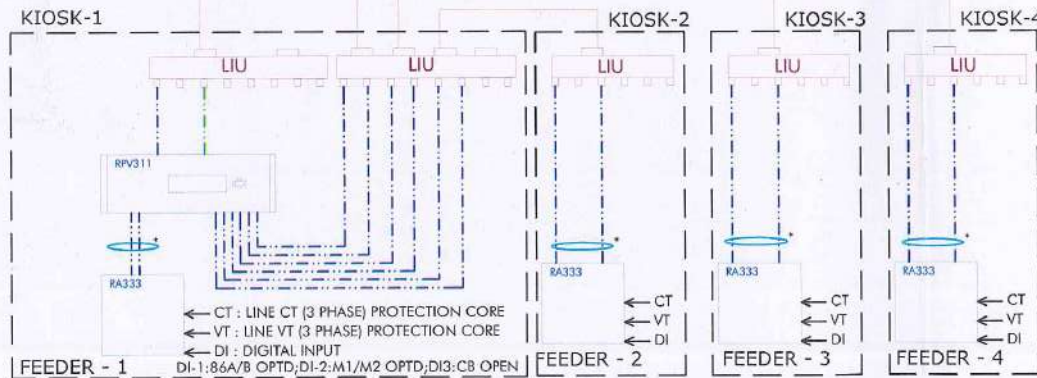 KIOSK-1
KIOSK-2
KIOSK-3
KIOSK-4
LIU
LIU
LIU
LIU
LIU
RPV311
*
*
*
*
RA333
RA333
RA333
RA333
CT : LINE CT (3 PHASE) PROTECTION CORE
VT : LINE VT (3 PHASE) PROTECTION CORE
DI : DIGITAL INPUT
DI-1:86A/B OPTD;DI-2:M1/M2 OPTD;DI3:CB OPEN
CT
VT
DI
CT
VT
DI
CT
VT
DI
FEEDER - 1
FEEDER - 2
FEEDER - 3
FEEDER - 4